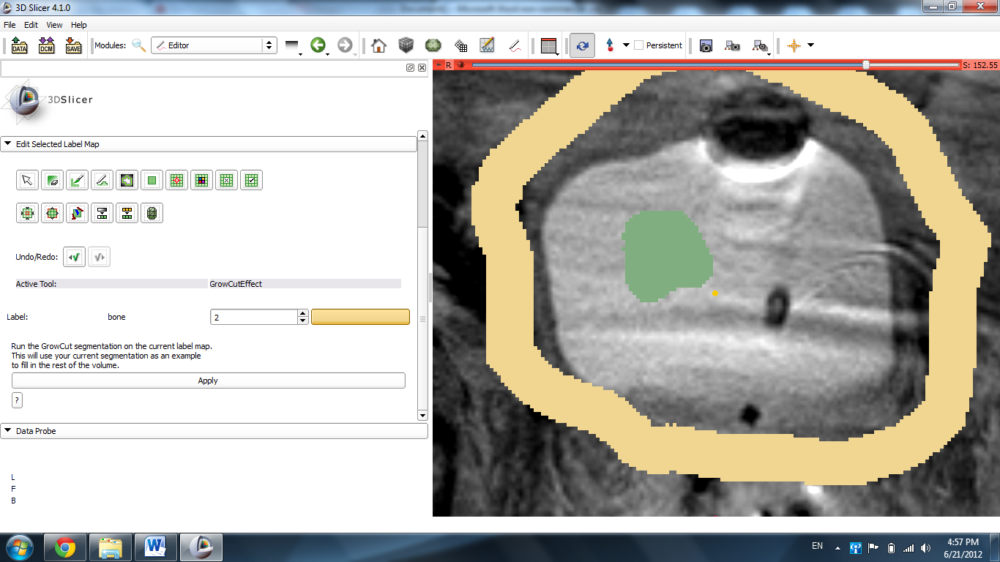 3D Slicer 4.1.0
File Edit View Help
DATA DCM SAVE Modules: Editor Persistent
R S: 152.55
3DSlicer
Edit Selected Label Map
Undo/Redo:
Active Tool: GrowCutEffect
Label: bone 2
Run the GrowCut segmentation on the current label map.
This will use your current segmentation as an example
to fill in the rest of the volume.
Apply
?
Data Probe
L
F
B
EN 4:57 PM
6/21/2012